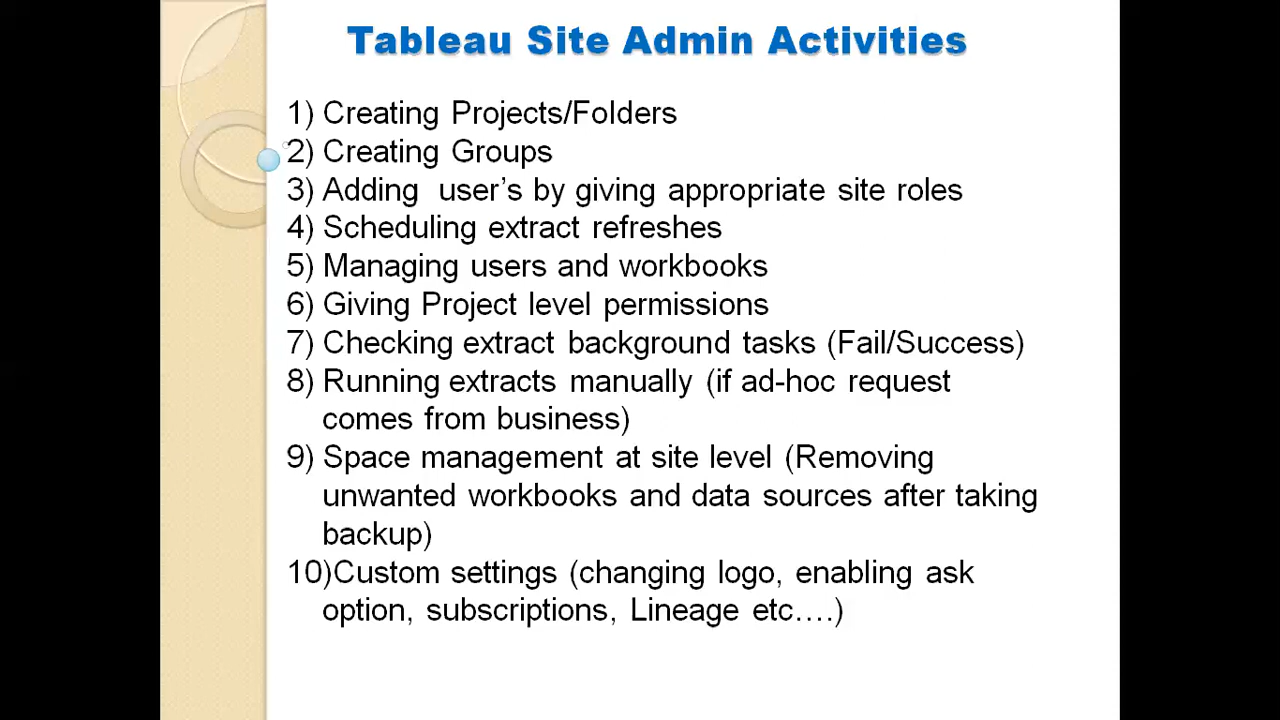 Tableau Site Admin Activities
1) Creating Projects/Folders
2) Creating Groups
3) Adding  user’s by giving appropriate site roles
4) Scheduling extract refreshes
5) Managing users and workbooks
6) Giving Project level permissions
7) Checking extract background tasks (Fail/Success)
8) Running extracts manually (if ad-hoc request
comes from business)
9) Space management at site level (Removing
unwanted workbooks and data sources after taking
backup)
10)Custom settings (changing logo, enabling ask
option, subscriptions, Lineage etc….)